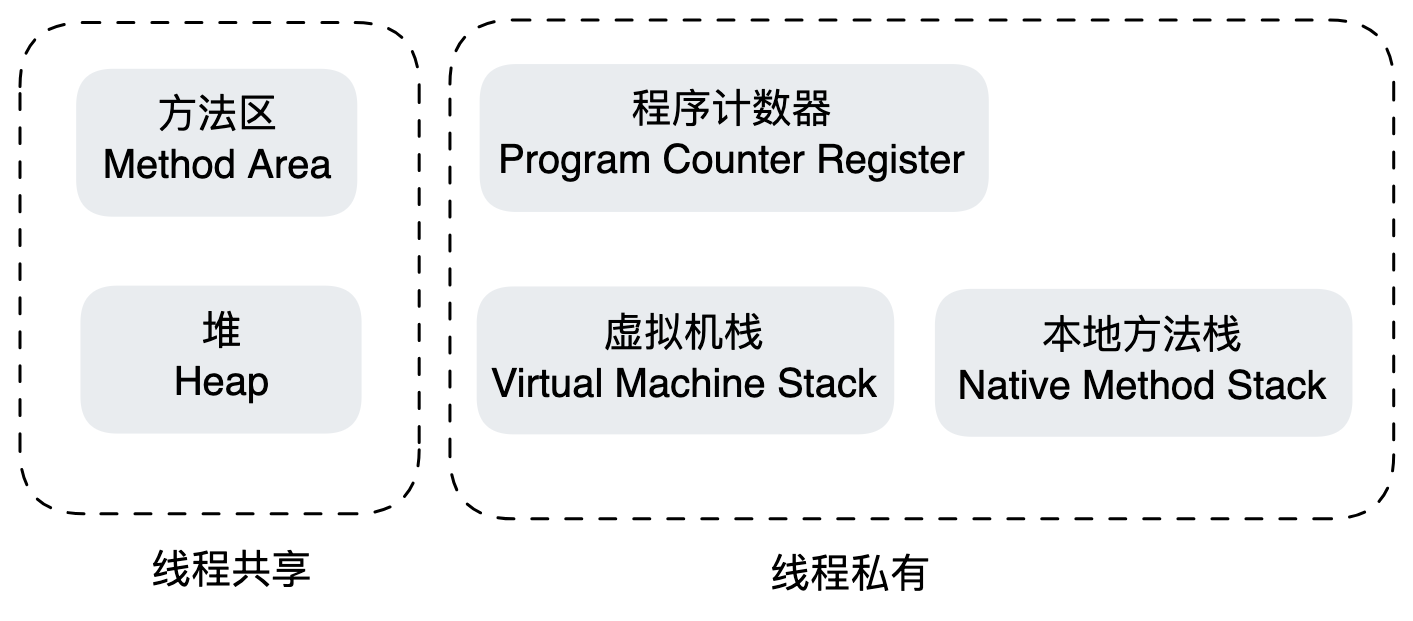 方法区
Method Area
堆
Heap
线程共享
程序计数器
Program Counter Register
虚拟机栈
Virtual Machine Stack
本地方法栈
Native Method Stack
线程私有